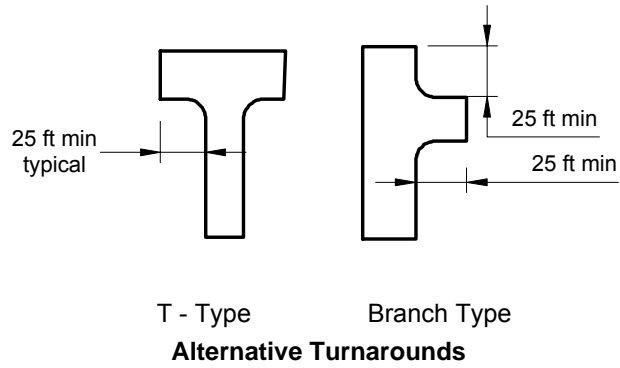 25 ft min
typical
25 ft min
25 ft min
T - Type
Branch Type
Alternative Turnarounds